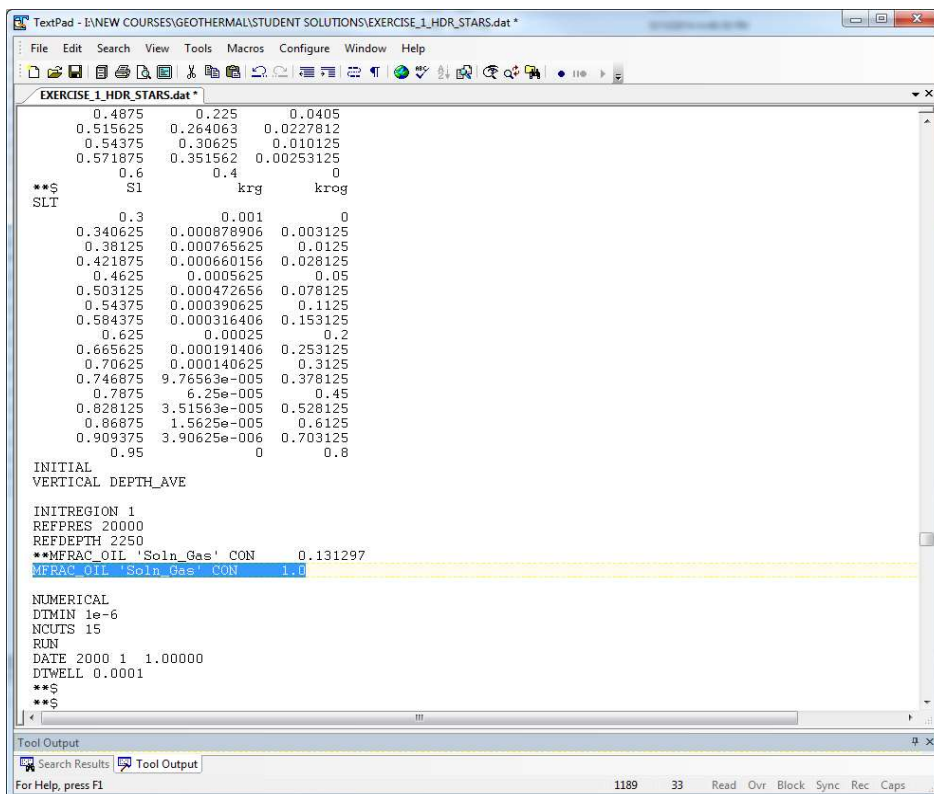 TextPad - I:\NEW COURSES\GEOTHERMAL\STUDENT SOLUTIONS\EXERCISE_1_HDR_STARS.dat *
File Edit Search View Tools Macros Configure Window Help
EXERCISE_1_HDR_STARS.dat *
0.4875 0.225 0.0405
0.515625 0.264063 0.0227812
0.54375 0.30625 0.010125
0.571875 0.351562 0.00253125
0.6 0.4 0
**$ Sl krg krog
SLT
0.3 0.001 0
0.340625 0.000878906 0.003125
0.38125 0.000765625 0.0125
0.421875 0.000660156 0.028125
0.4625 0.0005625 0.05
0.503125 0.000472656 0.078125
0.54375 0.000390625 0.1125
0.584375 0.000316406 0.153125
0.625 0.00025 0.2
0.665625 0.000191406 0.253125
0.70625 0.000140625 0.3125
0.746875 9.76563e-005 0.378125
0.7875 6.25e-005 0.45
0.828125 3.51563e-005 0.528125
0.86875 1.5625e-005 0.6125
0.909375 3.90625e-006 0.703125
0.95 0 0.8
INITIAL
VERTICAL DEPTH_AVE
INITREGION 1
REFPRES 20000
REFDEPTH 2250
**MFRAC_OIL 'Soln_Gas' CON 0.131297
MFRAC_OIL 'Soln_Gas' CON 1.0
NUMERICAL
DTMIN 1e-6
NCUTS 15
RUN
DATE 2000 1 1.00000
DTWELL 0.0001
**$
**$
Tool Output
Search Results Tool Output
For Help, press F1 1189 33 Read Ovr Block Sync Rec Caps